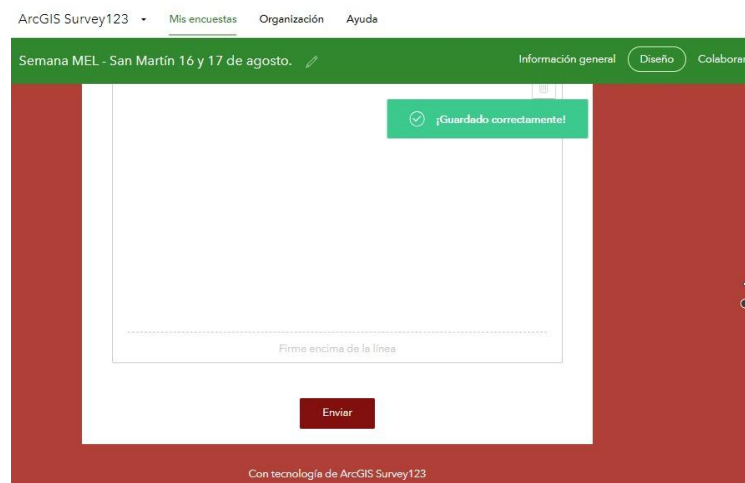 ArcGIS Survey123 Mis encuestas Organización Ayuda
Semana MEL - San Martín 16 y 17 de agosto. Información general Diseño Colaborar
¡Guardado correctamente!
Firme encima de la línea
Enviar
Con tecnología de ArcGIS Survey123